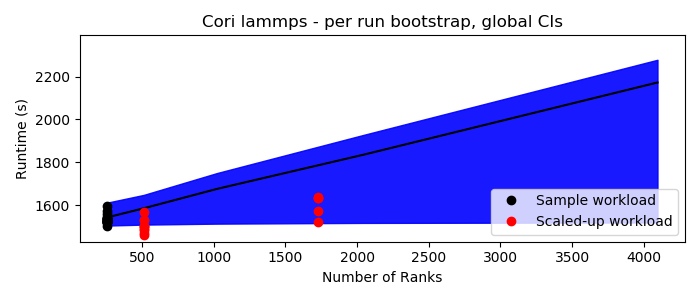 Cori lammps - per run bootstrap, global CIs
Runtime (s)
2200
2000
1800
1600
Sample workload
Scaled-up workload
500 1000 1500 2000 2500 3000 3500 4000
Number of Ranks